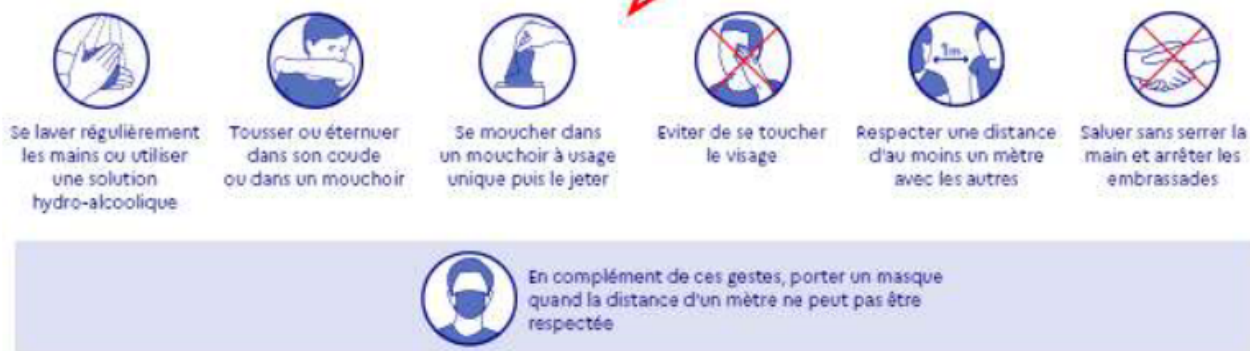 Se laver régulièrement
les mains ou utiliser
une solution
hydro-alcoolique
Tousser ou éternuer
dans son coude
ou dans un mouchoir
Se moucher dans
un mouchoir à usage
unique puis le jeter
Eviter de se toucher
le visage
1m
Respecter une distance
d'au moins un mètre
avec les autres
Saluer sans serrer la
main et arrêter les
embrassades
En complément de ces gestes, porter un masque
quand la distance d'un mètre ne peut pas être
respectée